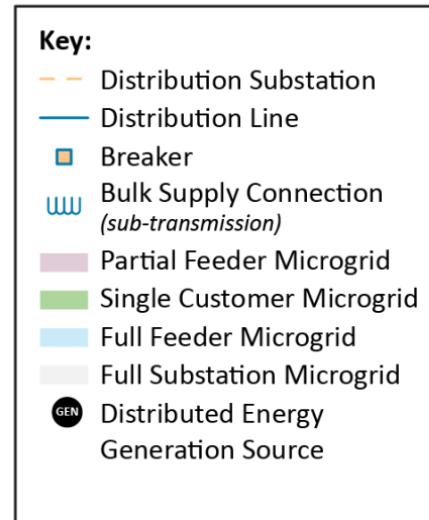 Key:
Distribution Substation
Distribution Line
Breaker
Bulk Supply Connection
(sub-transmission)
Partial Feeder Microgrid
Single Customer Microgrid
Full Feeder Microgrid
Full Substation Microgrid
GEN Distributed Energy
Generation Source